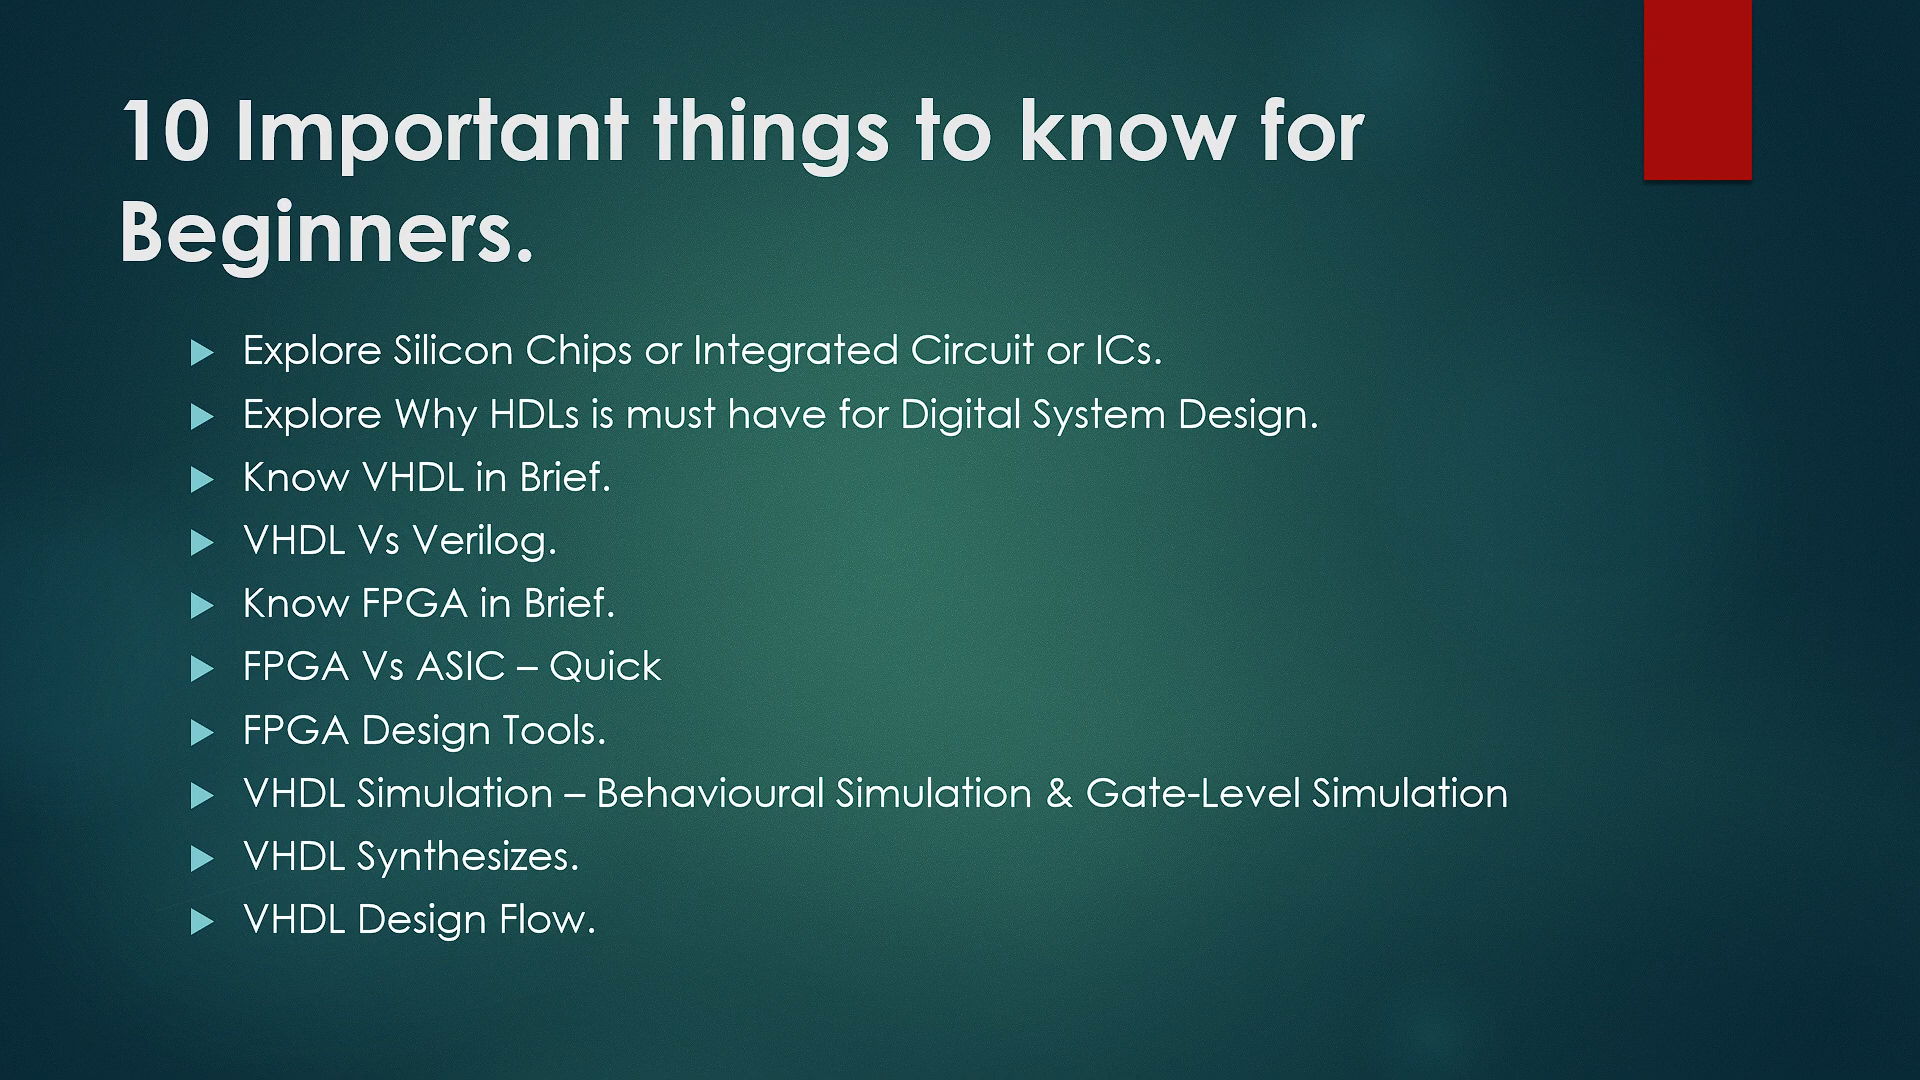 10 Important things to know for
Beginners.
Explore Silicon Chips or Integrated Circuit or ICs.
Explore Why HDLs is must have for Digital System Design.
Know VHDL in Brief.
VHDL Vs Verilog.
Know FPGA in Brief.
FPGA Vs ASIC – Quick
FPGA Design Tools.
VHDL Simulation – Behavioural Simulation & Gate-Level Simulation
VHDL Synthesizes.
VHDL Design Flow.